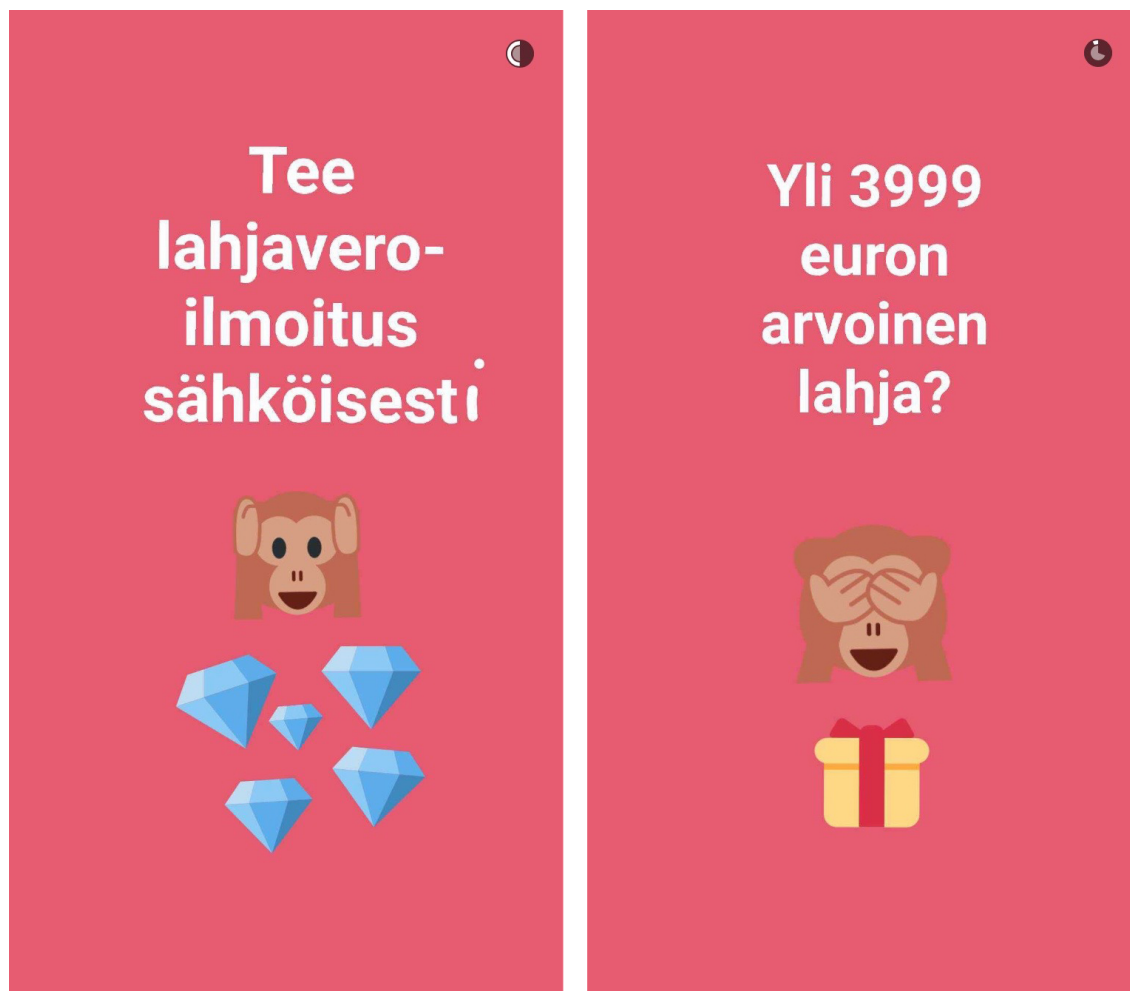 Tee
lahjavero-
ilmoitus
sähköisesti
Yli 3999
euron
arvoinen
lahja?